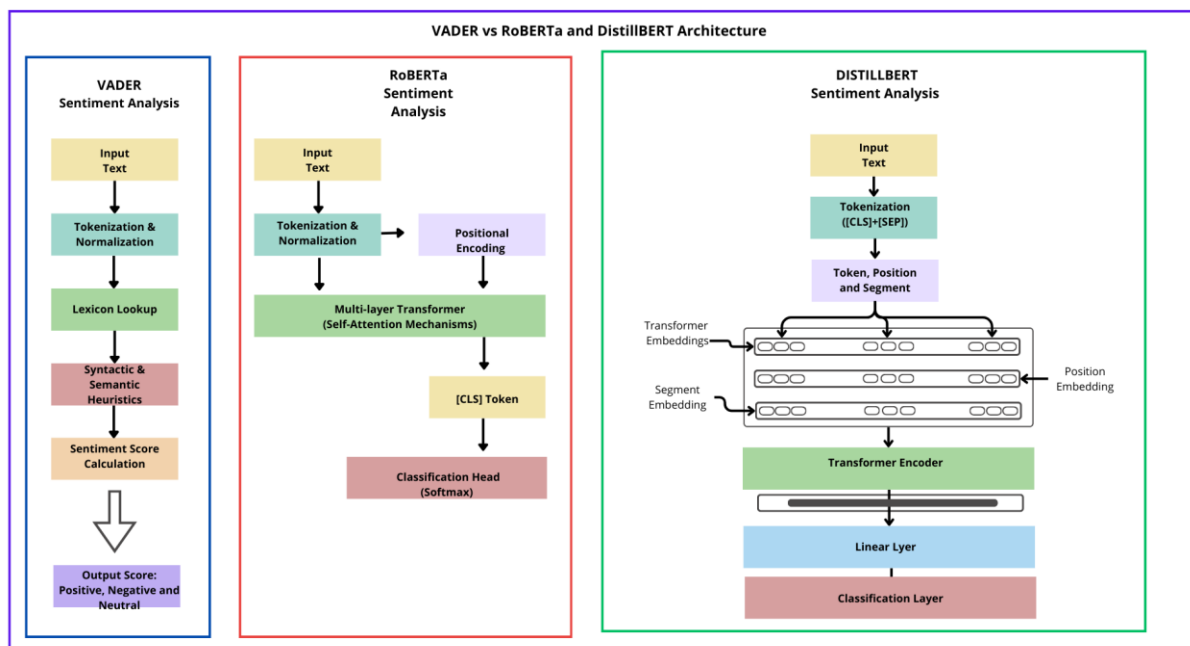 VADER vs RoBERTa and DistillBERT Architecture
VADER
Sentiment Analysis
Input
Text
Tokenization &
Normalization
Lexicon Lookup
Syntactic &
Semantic
Heuristics
Sentiment Score
Calculation
Output Score:
Positive, Negative and
Neutral
RoBERTa
Sentiment
Analysis
Input
Text
Tokenization &
Normalization
Positional
Encoding
Multi-layer Transformer
(Self-Attention Mechanisms)
[CLS] Token
Classification Head
(Softmax)
DISTILLBERT
Sentiment Analysis
Input
Text
Tokenization
([CLS]+[SEP])
Token, Position
and Segment
Transformer
Embeddings
Position
Embedding
Segment
Embedding
Transformer Encoder
Linear Lyer
Classification Layer